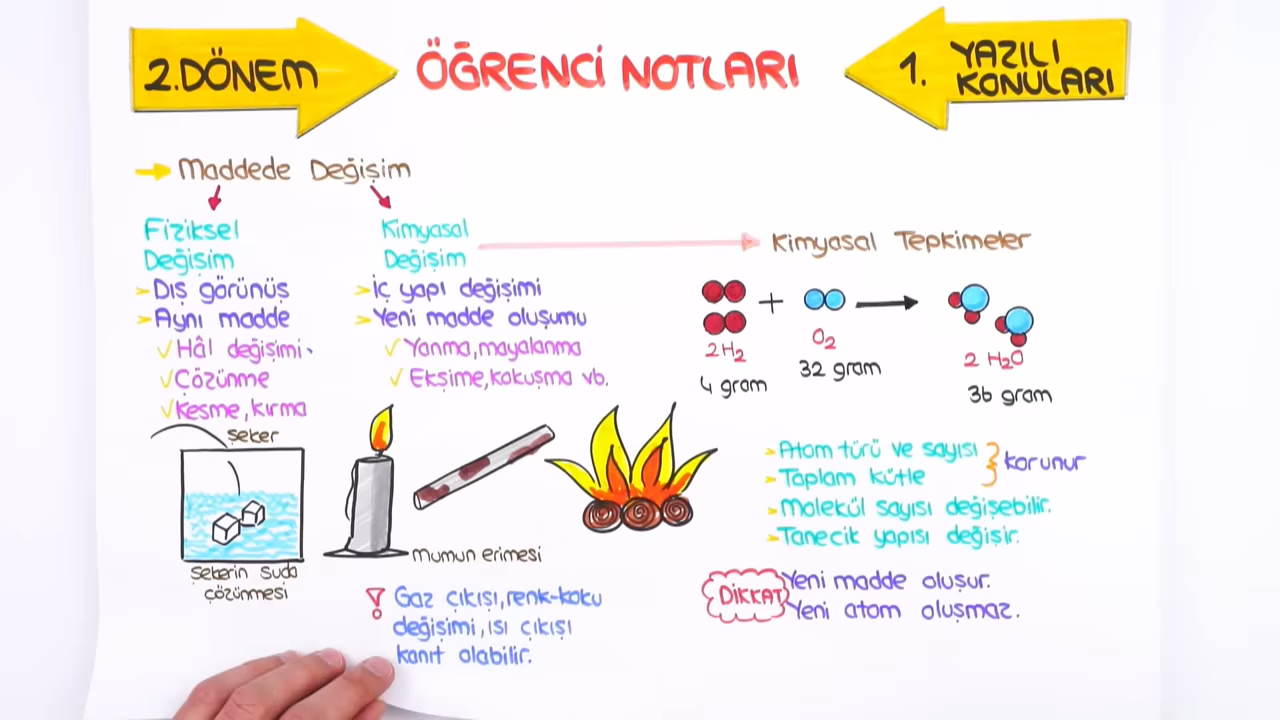 2.DÖNEM
ÖĞRENCİ NOTLARI
1. YAZILI
KONULARI
Maddede Değişim
Fiziksel
Değişim
> Dış görünüş
> Aynı madde
✓ Hâl değişimi
✓ Çözünme
✓ Kesme, kırma
şeker
şekerin suda
çözünmesi
Kimyasal
Değişim
> İç yapı değişimi
> Yeni madde oluşumu
✓ Yanma, mayalanma
✓ Ekşime, kokuşma vb.
mumun erimesi
! Gaz çıkışı, renk-koku
değişimi, ısı çıkışı
kanıt olabilir.
Kimyasal Tepkimeler
+
2H₂
O₂
2 H₂O
4 gram
32 gram
36 gram
> Atom türü ve sayısı
> Toplam kütle
} korunur
> Molekül sayısı değişebilir.
> Tanecik yapısı değişir.
DİKKAT
Yeni madde oluşur.
Yeni atom oluşmaz.